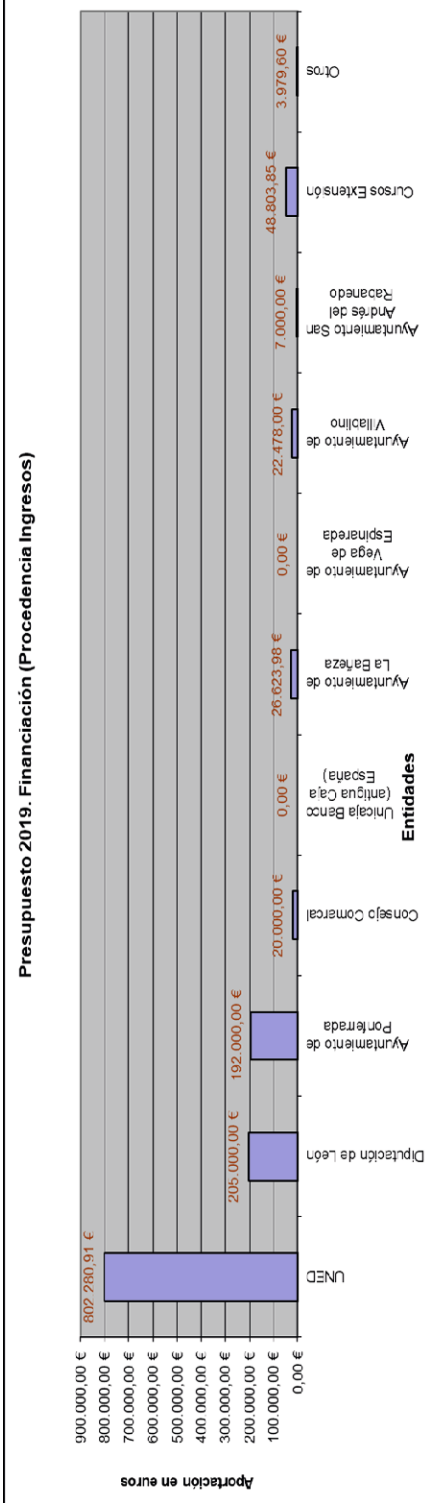 Presupuesto 2019. Financiación (Procedencia Ingresos)
Aportación en euros
900.000,00 €
800.000,00 €
700.000,00 €
600.000,00 €
500.000,00 €
400.000,00 €
300.000,00 €
200.000,00 €
100.000,00 €
0,00 €
802 280,91 €
205.000,00 €
192.000,00 €
20.000,00 €
0,00 €
26.623,98 €
0,00 €
22.478,00 €
7.000,00 €
48.803,85 €
3.979,60 €
UNED
Diputación de León
Ayuntamiento de
Ponferrada
Consejo Comarcal
Unicaja Banco
(antigua Caja
España)
Ayuntamiento de
La Bañeza
Ayuntamiento de
Vega de
Espinareda
Ayuntamiento de
Villablino
Ayuntamiento San
Andrés del
Rabanedo
Cursos Extensión
Otros
Entidades